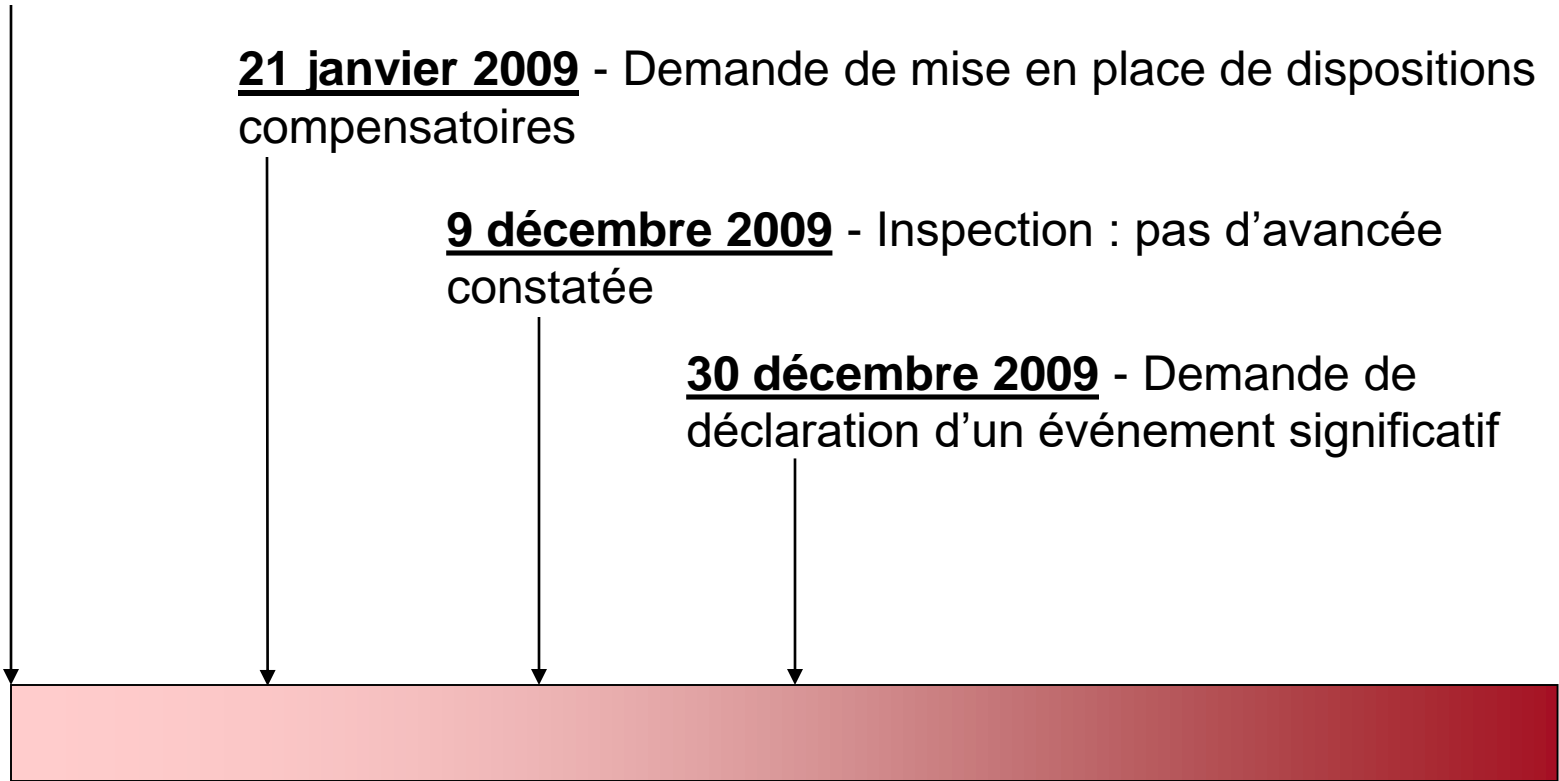 21 janvier 2009 - Demande de mise en place de dispositions
compensatoires
9 décembre 2009 - Inspection : pas d’avancée
constatée
30 décembre 2009 - Demande de
déclaration d’un événement significatif